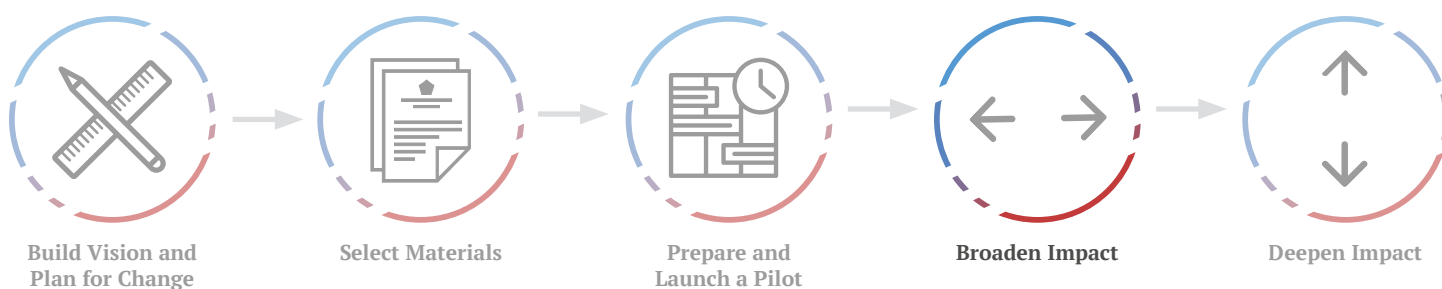 Build Vision and
Plan for Change
Select Materials
Prepare and
Launch a Pilot
Broaden Impact
Deepen Impact